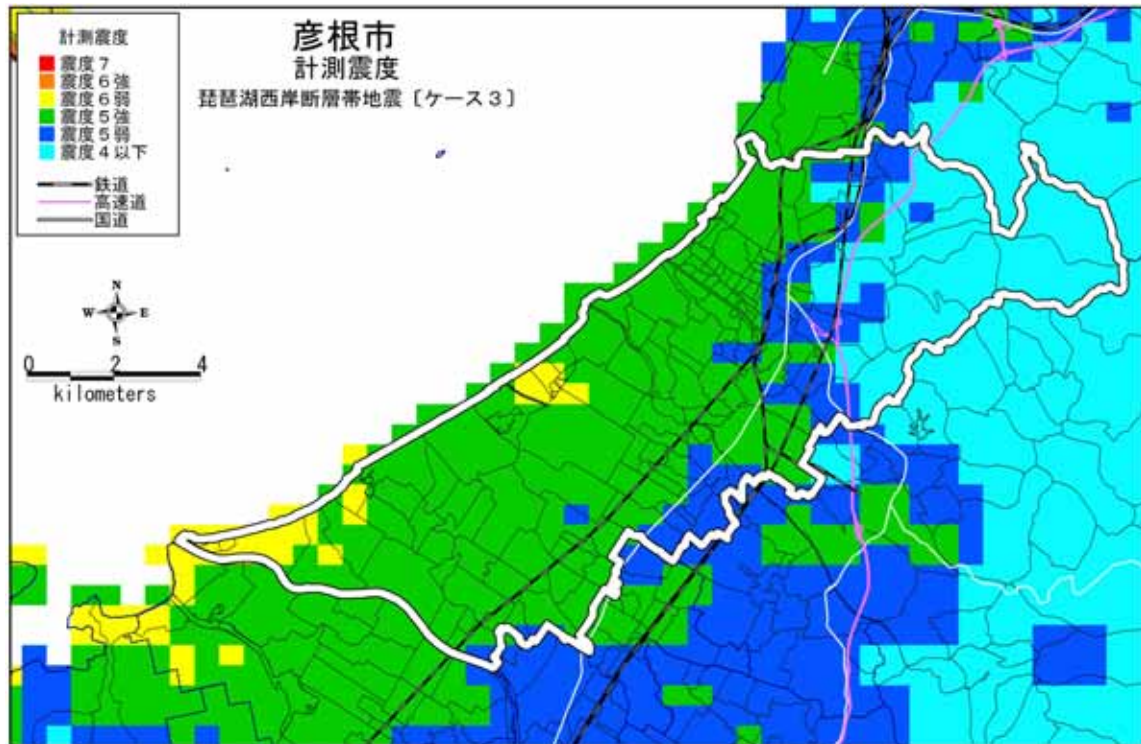 計測震度
震度7
震度6強
震度6弱
震度5強
震度5弱
震度4以下
鉄道
高速道
国道
彦根市
計測震度
琵琶湖西岸断層帯地震〔ケース3〕
N
W E
S
0 2 4
kilometers